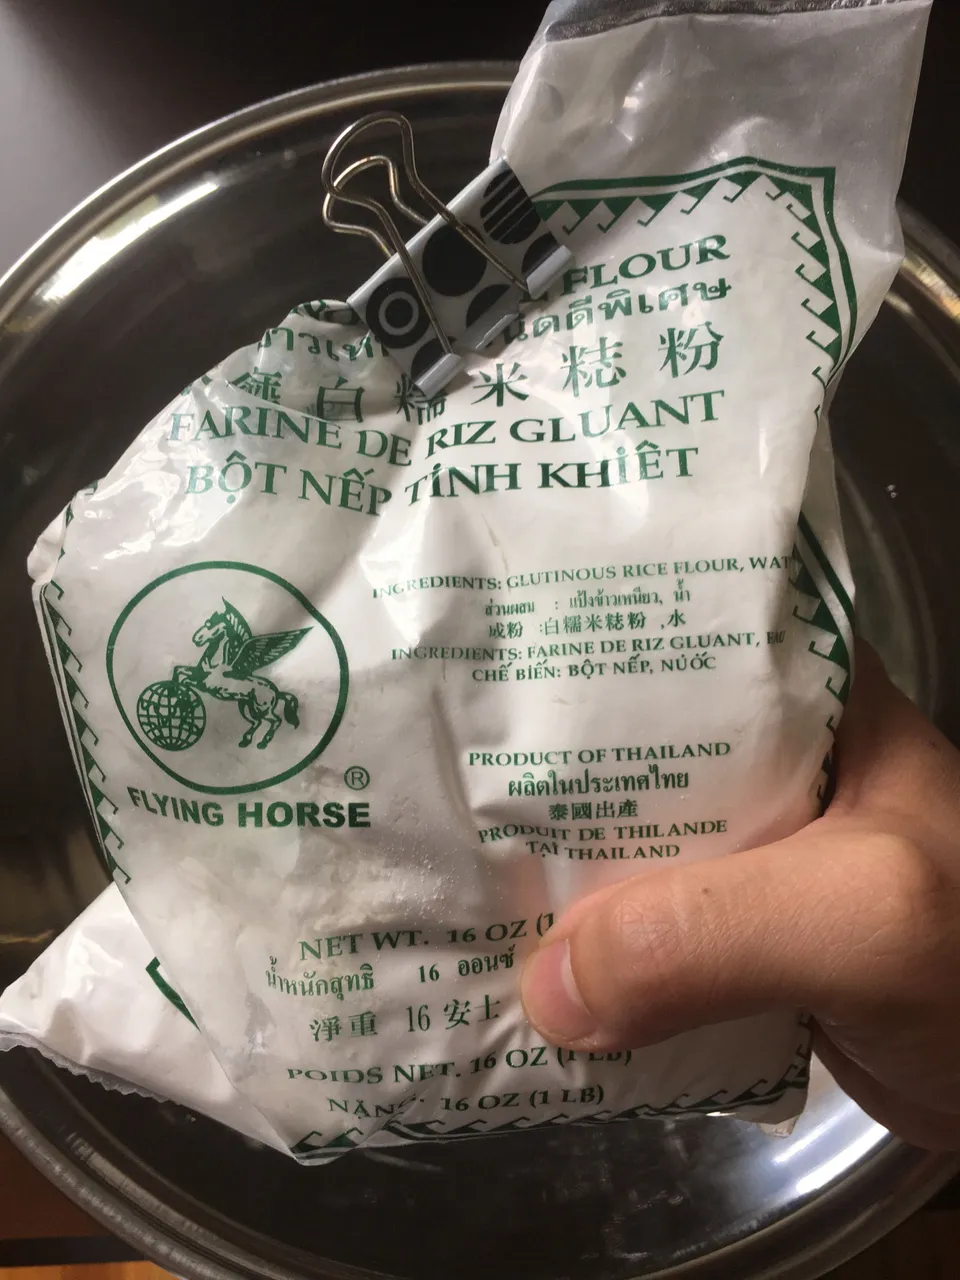 FLOUR
ดีพิเศษ
白 糯 米 粉
FARINE DE RIZ GLUANT
BỘT NẾP TINH KHIẾT
INGREDIENTS: GLUTINOUS RICE FLOUR,
ส่วนผสม : แป้งข้าวเหนียว, น้ำ
成粉 :白糯米粉 ,水
INGREDIENTS: FARINE DE RIZ GLUANT,
CHẾ BIẾN: BỘT NẾP, NƯỚC
FLYING HORSE ®
PRODUCT OF THAILAND
ผลิตในประเทศไทย
泰國出產
PRODUIT DE THILANDE
TẠI THAILAND
NET WT. 16 OZ (1
น้ำหนักสุทธิ 16 ออนซ์
淨重 16 安士
POIDS NET. 16 OZ (1 LB)
NẶNG. 16 OZ (1 LB)